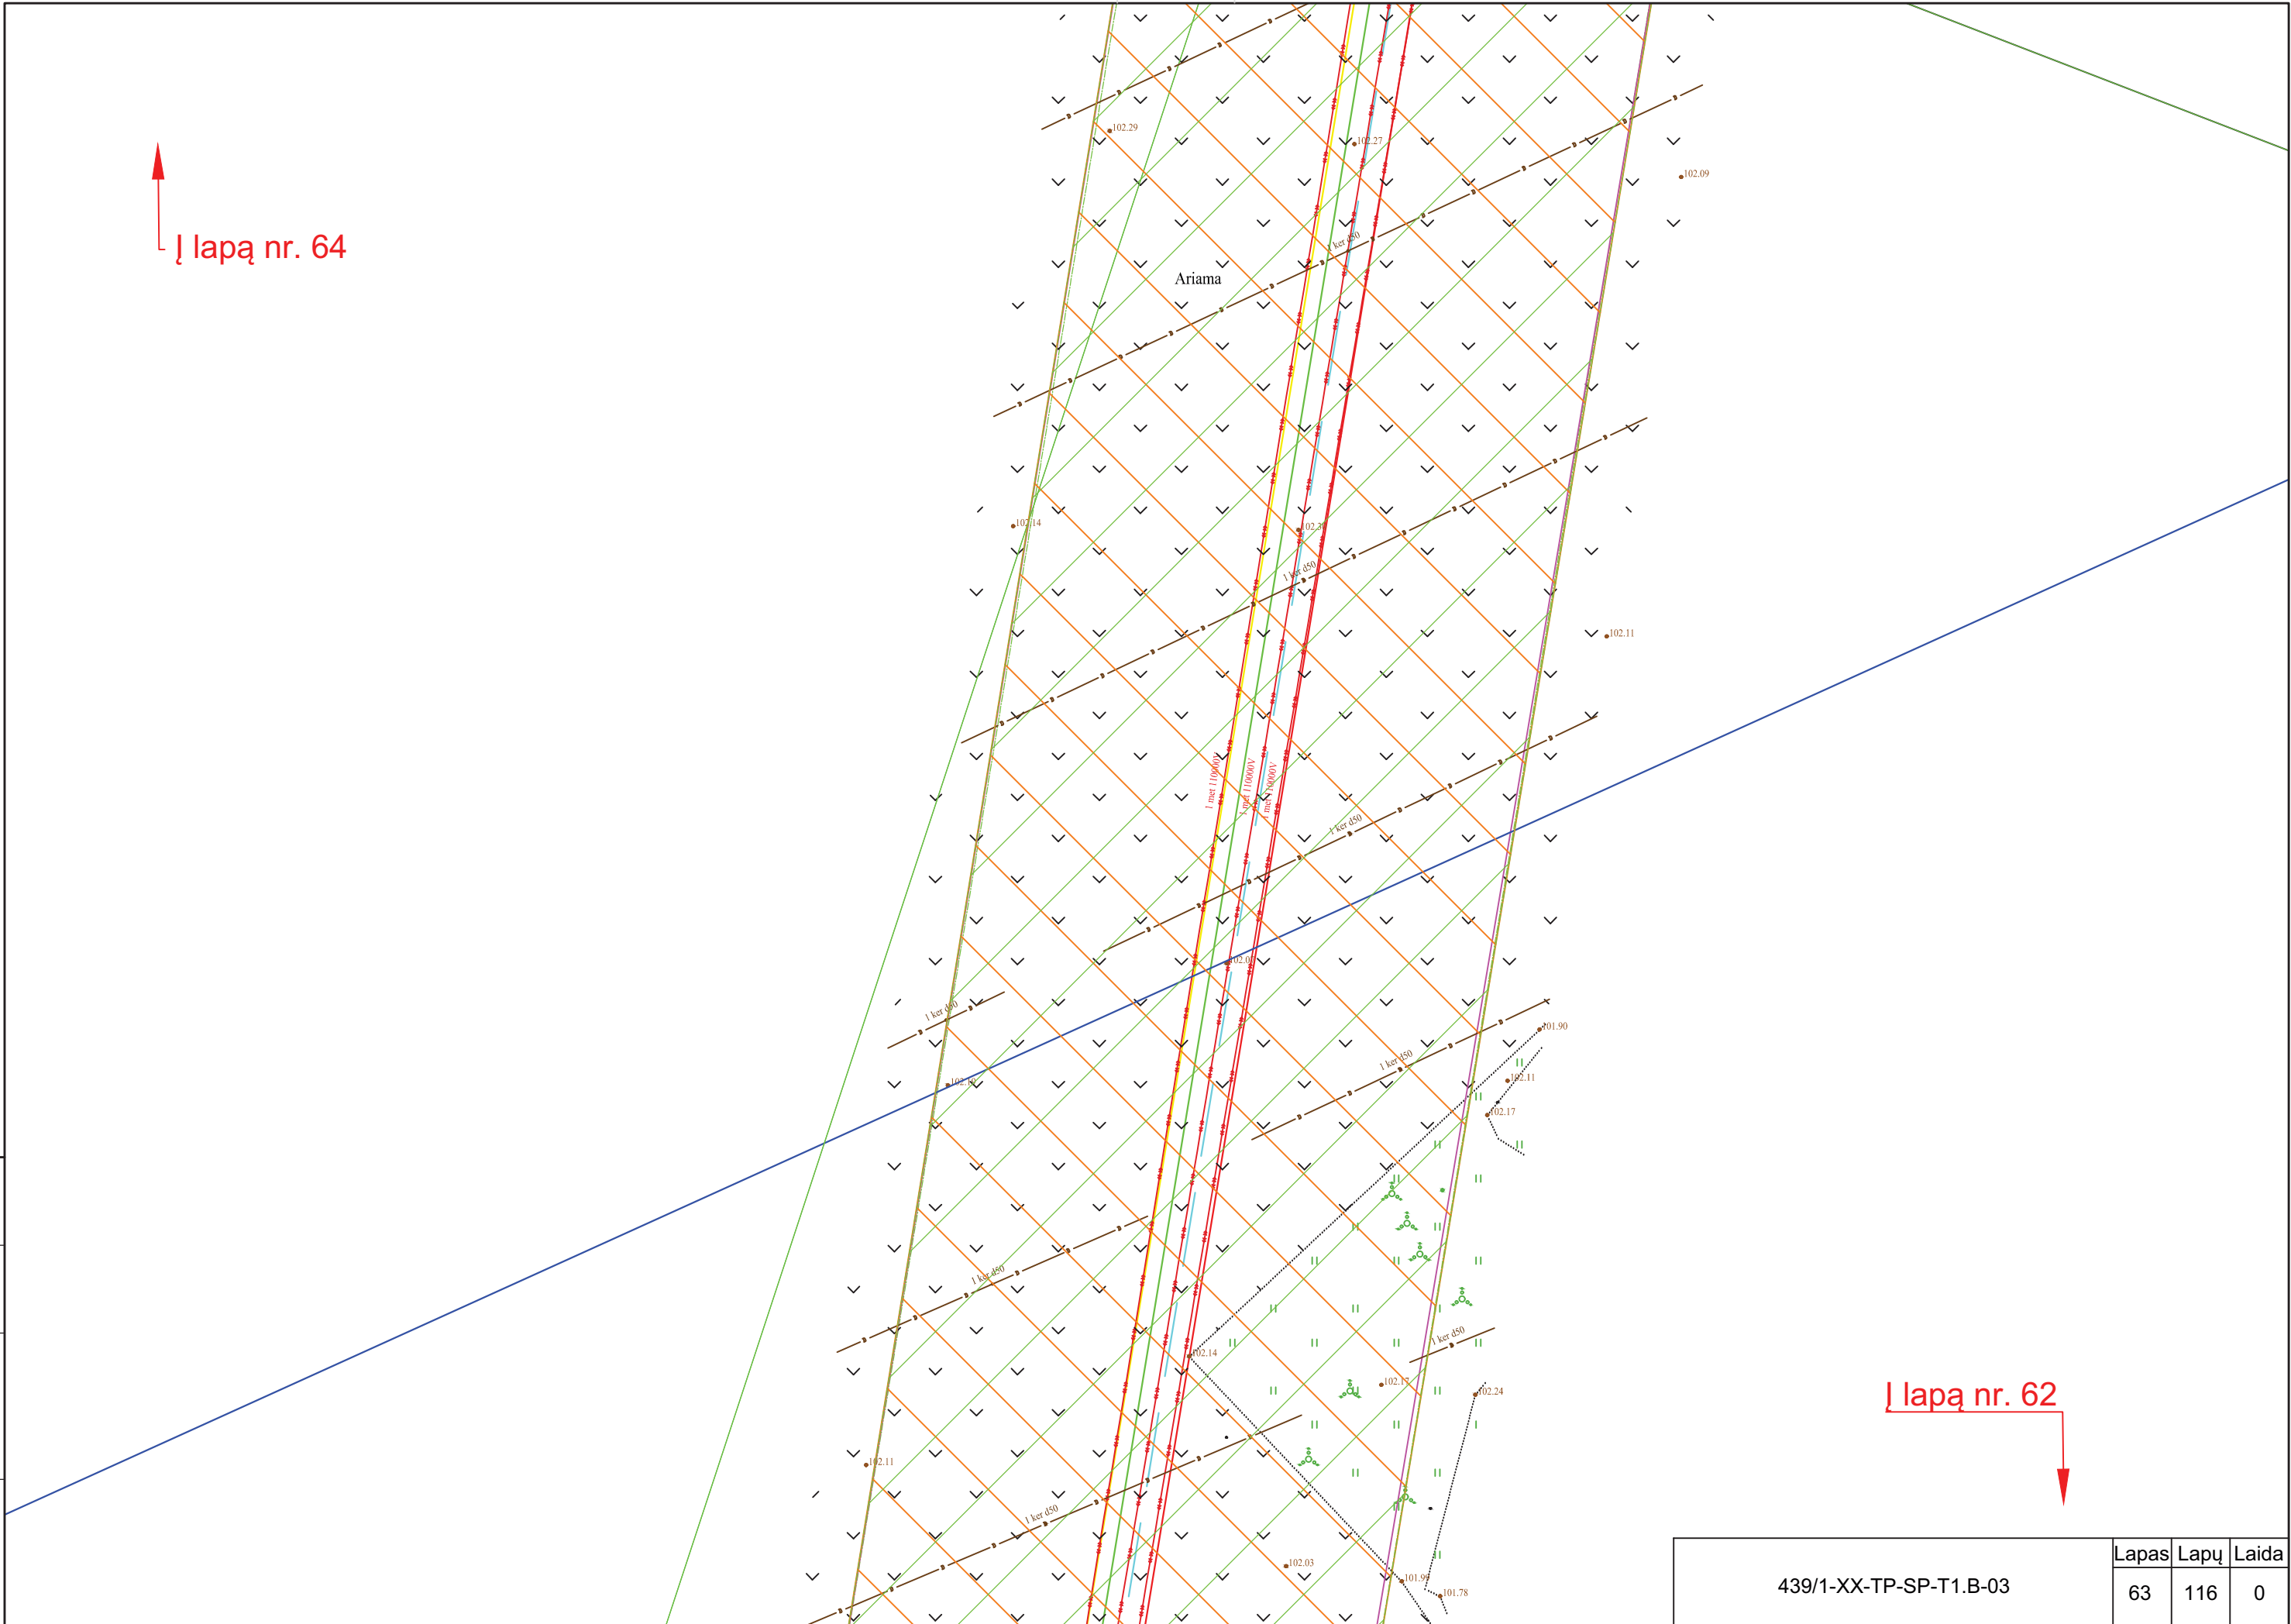 102.29
102.27
102.09
1 ker d50
Į lapą nr. 64
Ariama
102.14
1 ker d50
102.11
1 met 110000V
1 met 110000V
1 met 110000V
1 ker d50
1 ker d50
101.90
1 ker d50
102.11
102.17
1 ker d50
1 ker d50
102.14
102.17
102.24
Į lapą nr. 62
102.11
1 ker d50
102.03
101.78
439/1-XX-TP-SP-T1.B-03
Lapas Lapų Laida
63 116 0